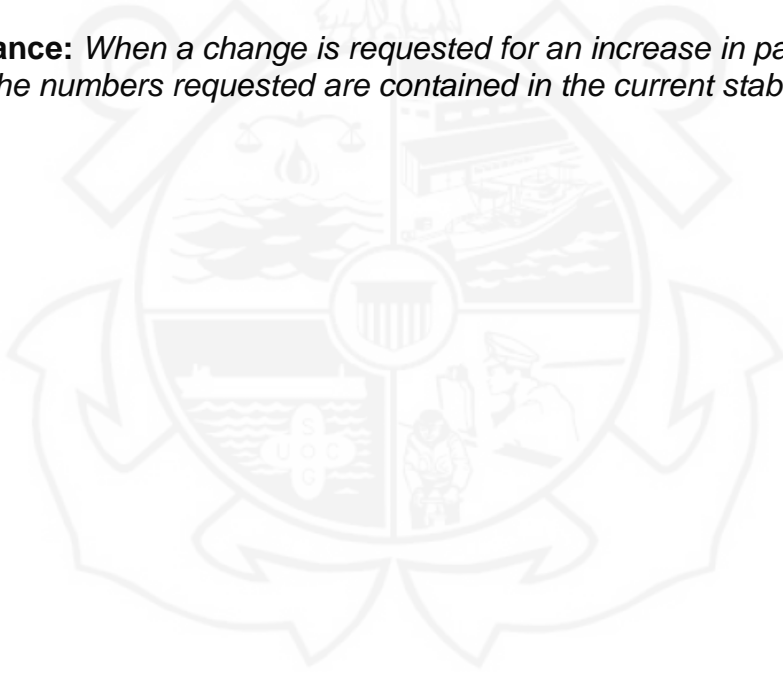 ance: When a change is requested for an increase in pa
he numbers requested are contained in the current stab
S
U O C
G